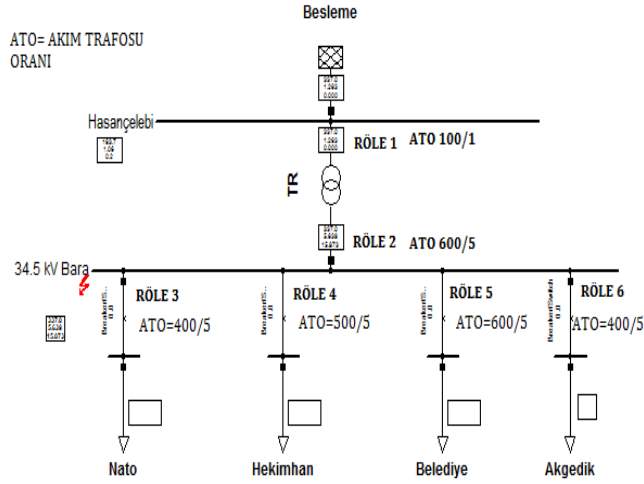 Besleme
ATO= AKIM TRAFOSU
ORANI
Hasançelebi
RÖLE 1 ATO 100/1
TR
RÖLE 2 ATO 600/5
34.5 kV Bara
RÖLE 3
ATO=400/5
RÖLE 4
ATO=500/5
RÖLE 5
ATO=600/5
RÖLE 6
ATO=400/5
Nato
Hekimhan
Belediye
Akgedik